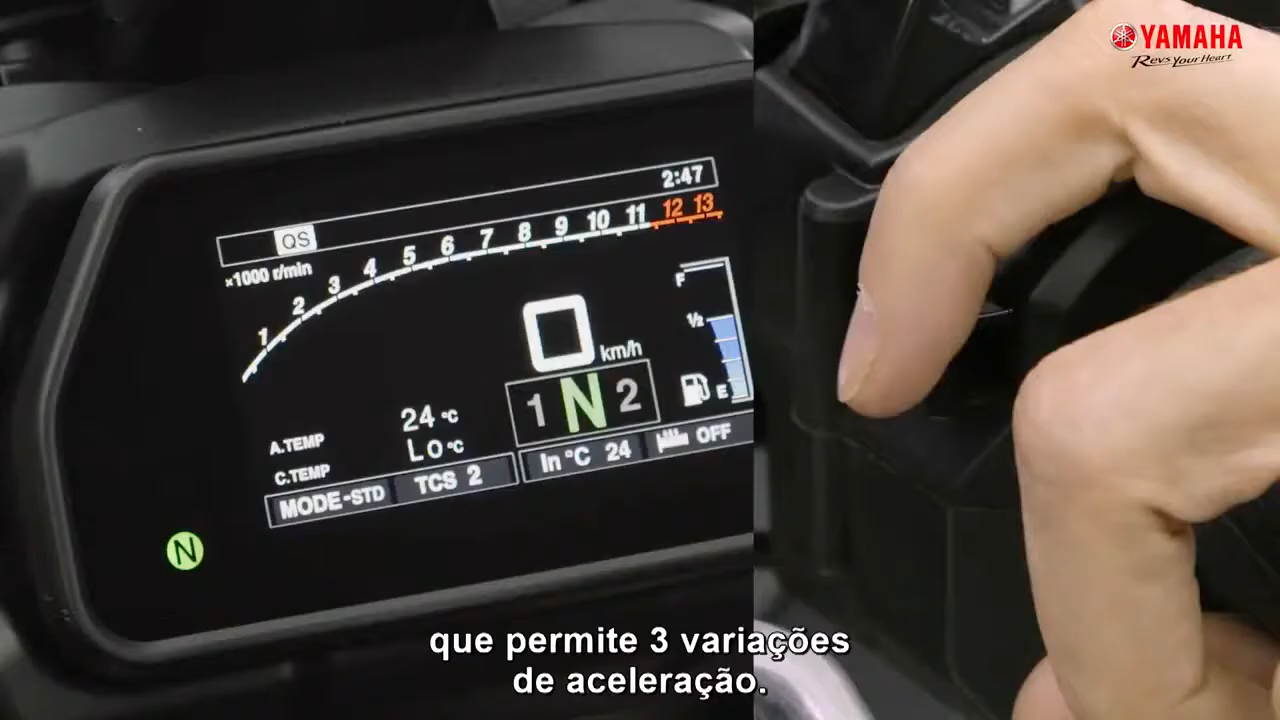 YAMAHA
Revs Your Heart
2:47
QS
×1000 r/min
1 2 3 4 5 6 7 8 9 10 11 12 13
F
1/2
E
0 km/h
1 N 2
A.TEMP 24 °C
C.TEMP Lo °C
MODE-STD TCS 2 In °C 24 OFF
N
que permite 3 variações
de aceleração.